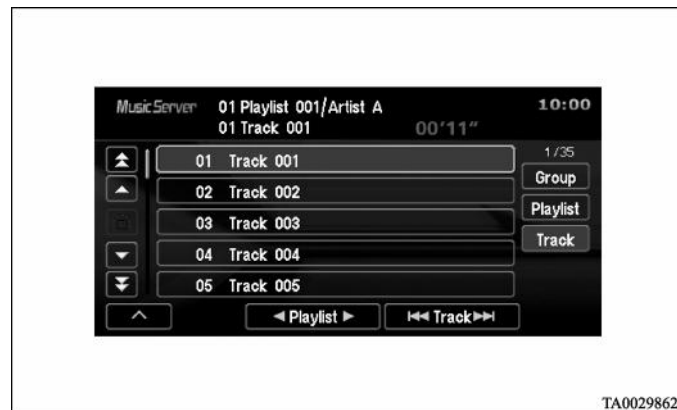 MusicServer 01 Playlist 001/Artist A 10:00
01 Track 001 00'11"
1/35
01 Track 001
02 Track 002
03 Track 003
04 Track 004
05 Track 005
Group
Playlist
Track
◄ Playlist ►
⏮ Track ⏭
TA0029862